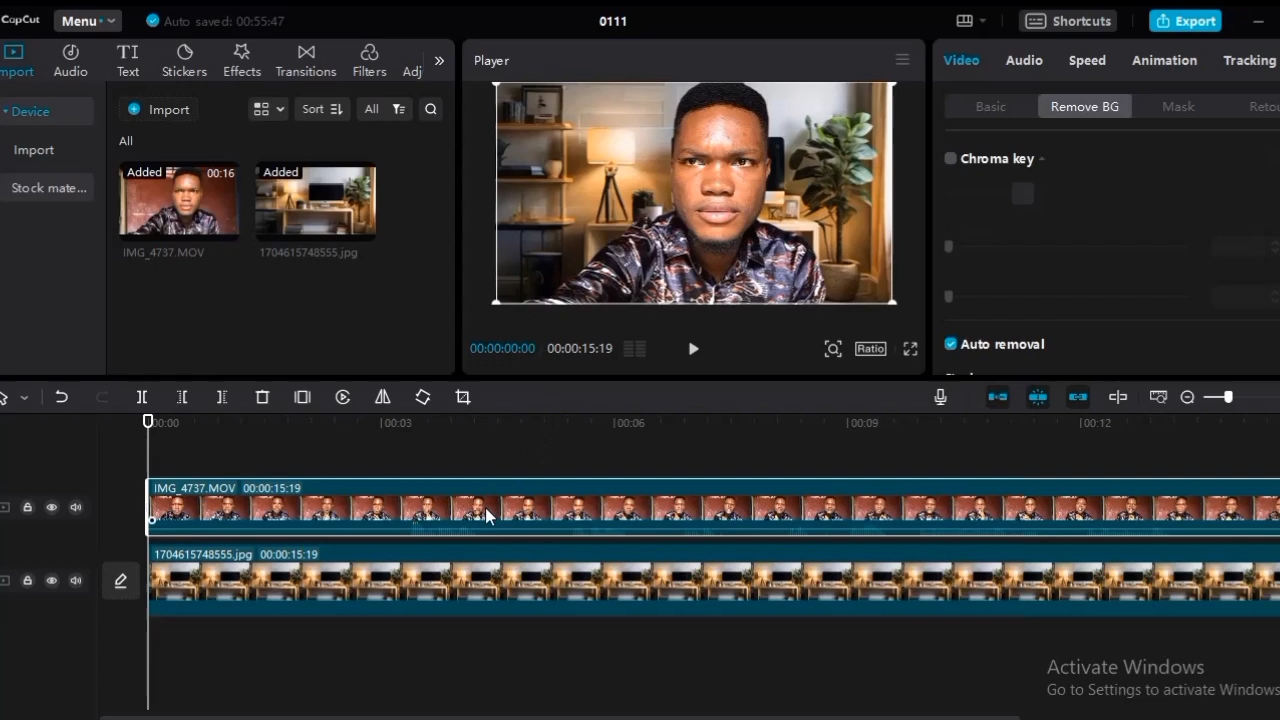 CapCut Menu Auto saved: 00:55:47 0111 Shortcuts Export
mport Audio Text Stickers Effects Transitions Filters Adj
Player
Video Audio Speed Animation Tracking
Device
Import
Stock mate...
Import Sort All
All
Added 00:16
Added
IMG_4737.MOV 1704615748555.jpg
Basic Remove BG Mask Retou
Chroma key
Auto removal
00:00:00:00 00:00:15:19 Ratio
00:00 00:03 00:06 00:09 00:12
IMG_4737.MOV 00:00:15:19
1704615748555.jpg 00:00:15:19
Activate Windows
Go to Settings to activate Windows